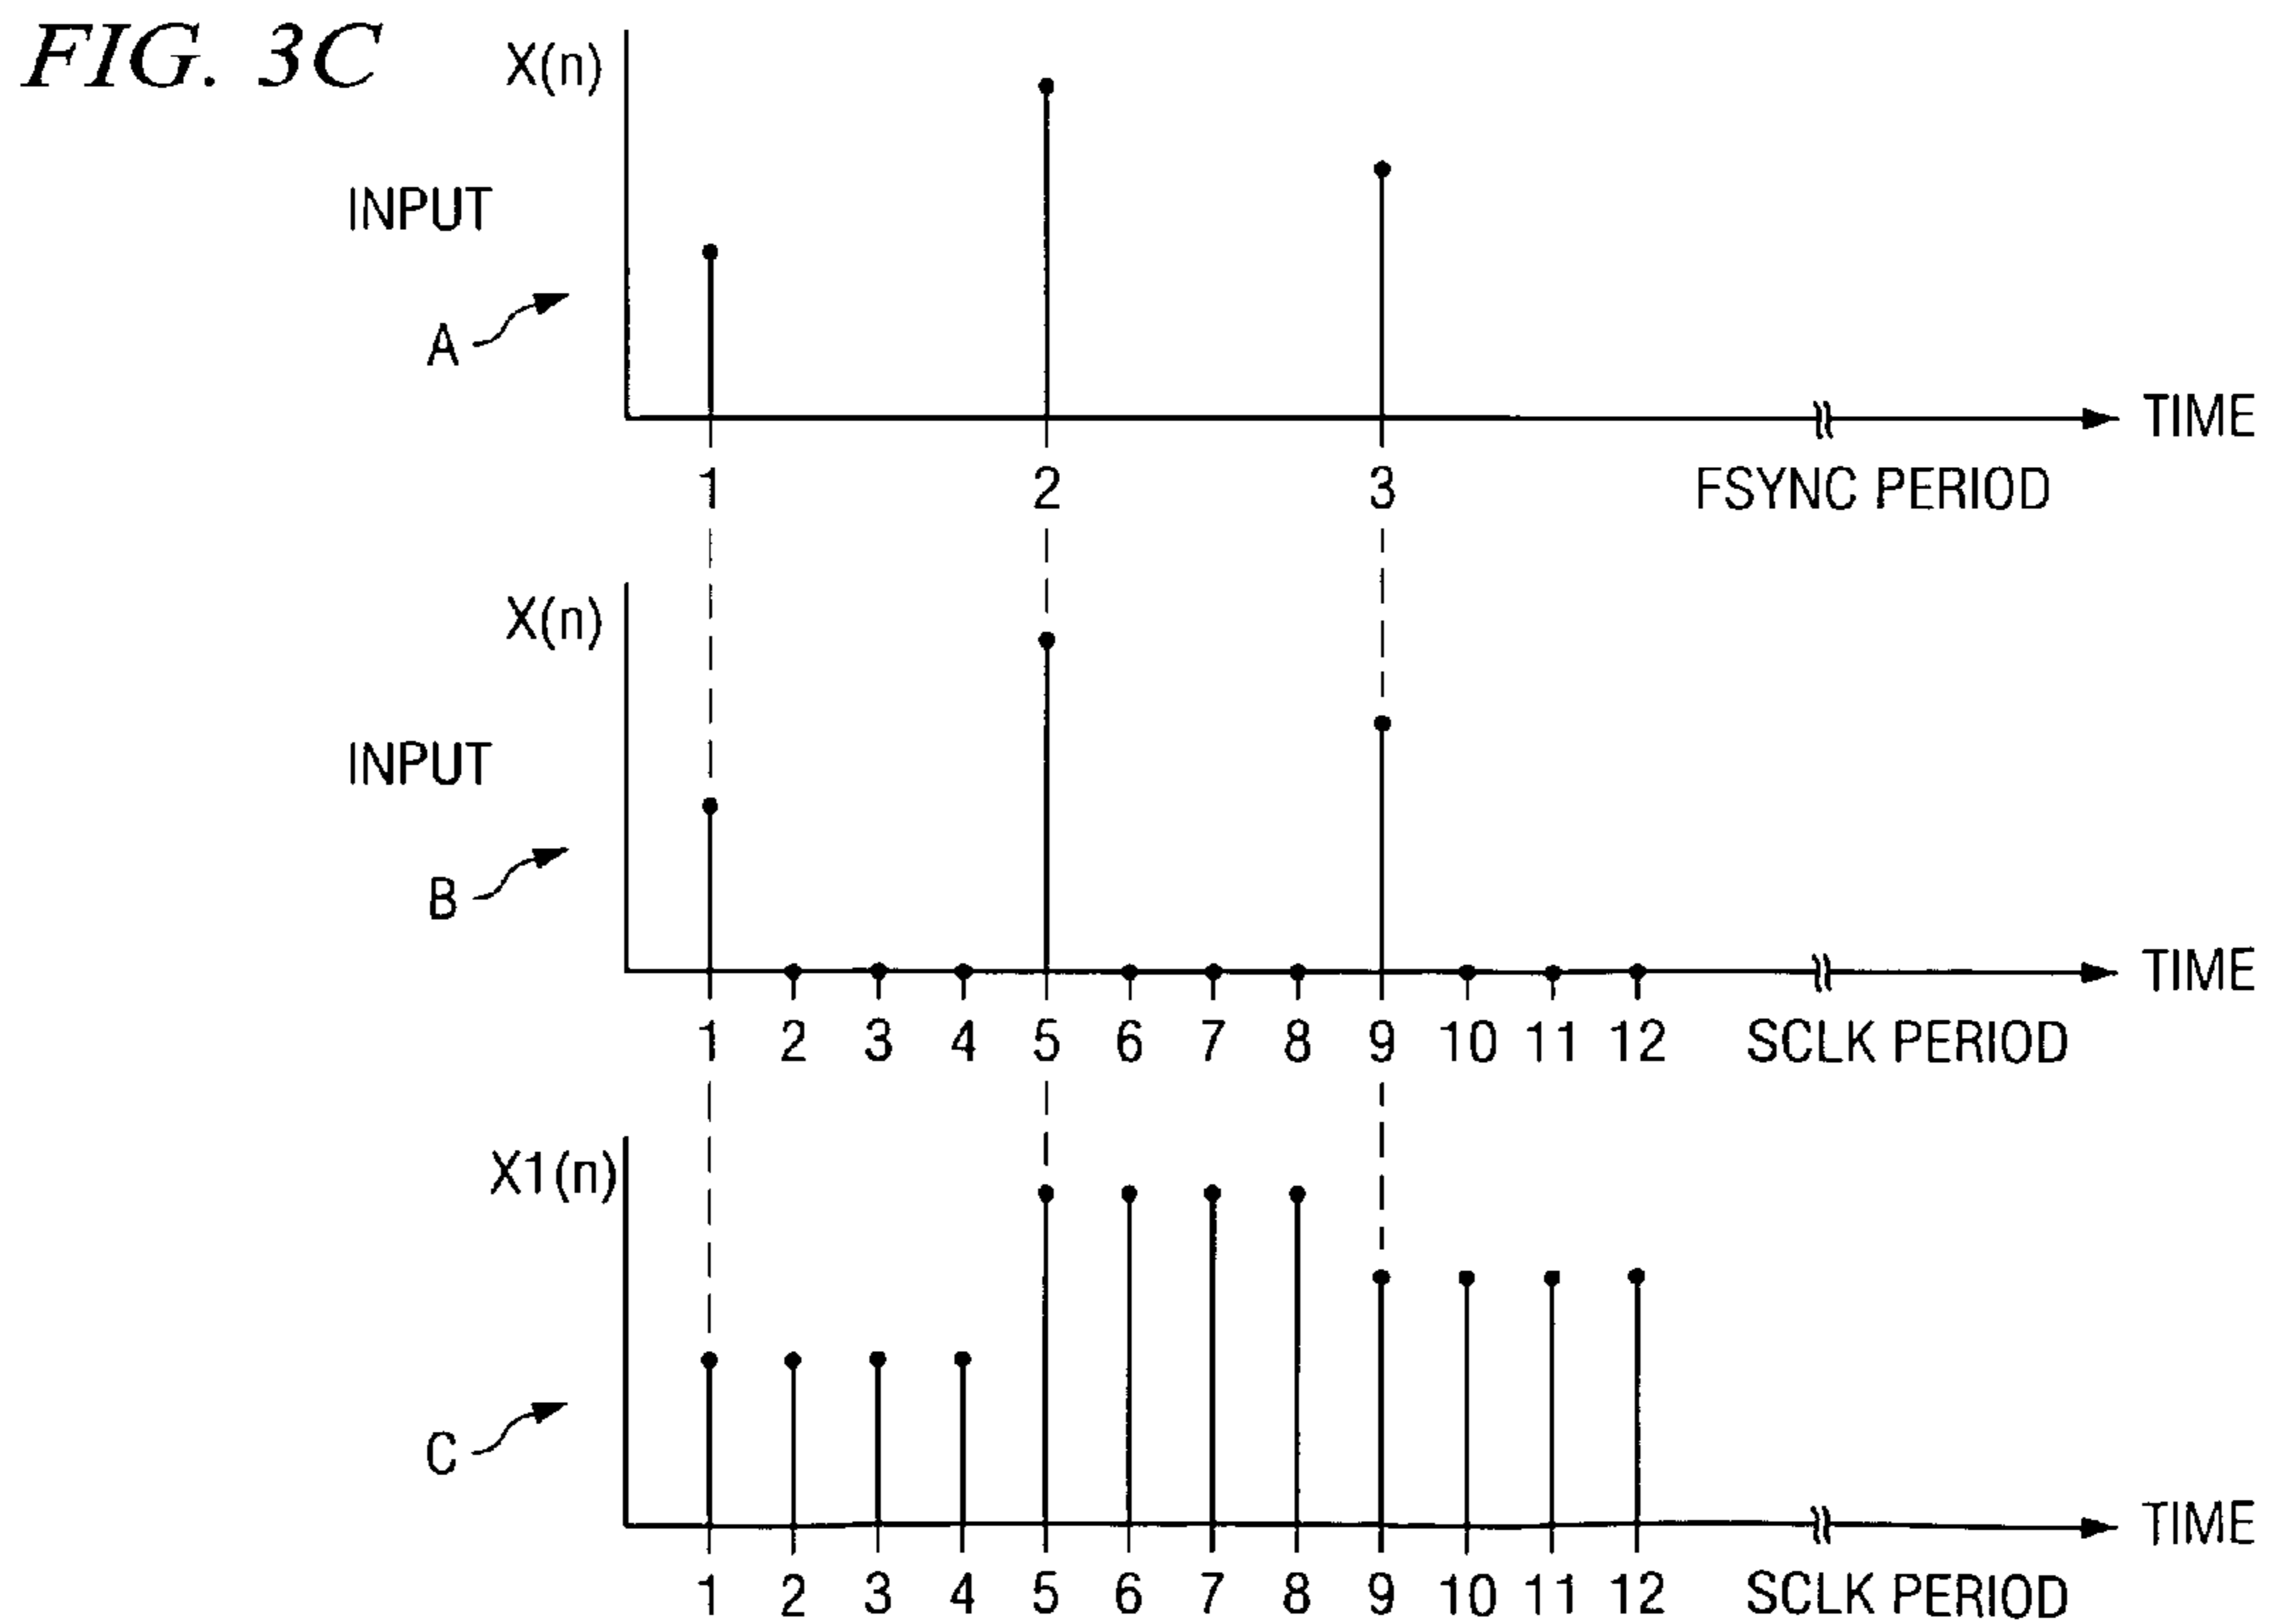 FIG. 3C
X(n)
INPUT
A
TIME
1 2 3 FSYNC PERIOD
X(n)
INPUT
B
TIME
1 2 3 4 5 6 7 8 9 10 11 12 SCLK PERIOD
X1(n)
C
TIME
1 2 3 4 5 6 7 8 9 10 11 12 SCLK PERIOD